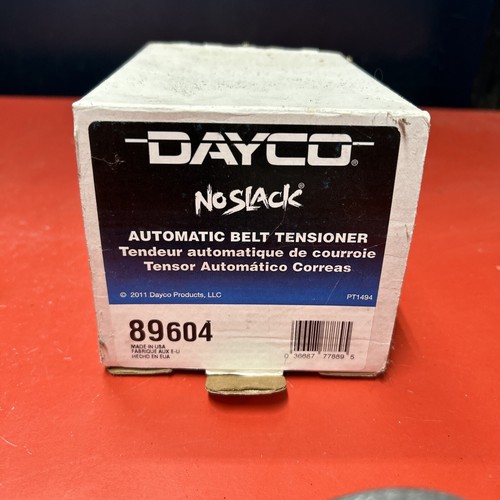 DAYCO®
NO SLACK®
AUTOMATIC BELT TENSIONER
Tendeur automatique de courroie
Tensor Automático Correas
© 2011 Dayco Products, LLC
PT1494
89604
MADE IN USA
FABRIQUE AUX E-U
HECHO EN EUA
0 36687 77889 5